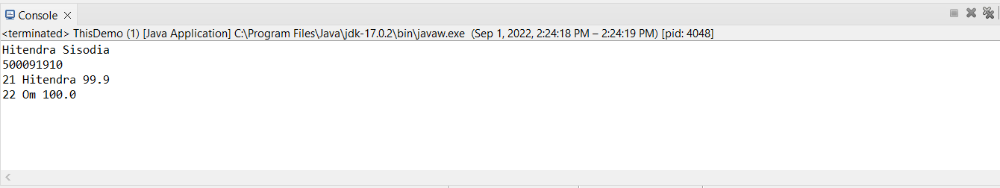 Console
<terminated> ThisDemo (1) [Java Application] C:\Program Files\Java\jdk-17.0.2\bin\javaw.exe (Sep 1, 2022, 2:24:18 PM – 2:24:19 PM) [pid: 4048]
Hitendra Sisodia
500091910
21 Hitendra 99.9
22 Om 100.0